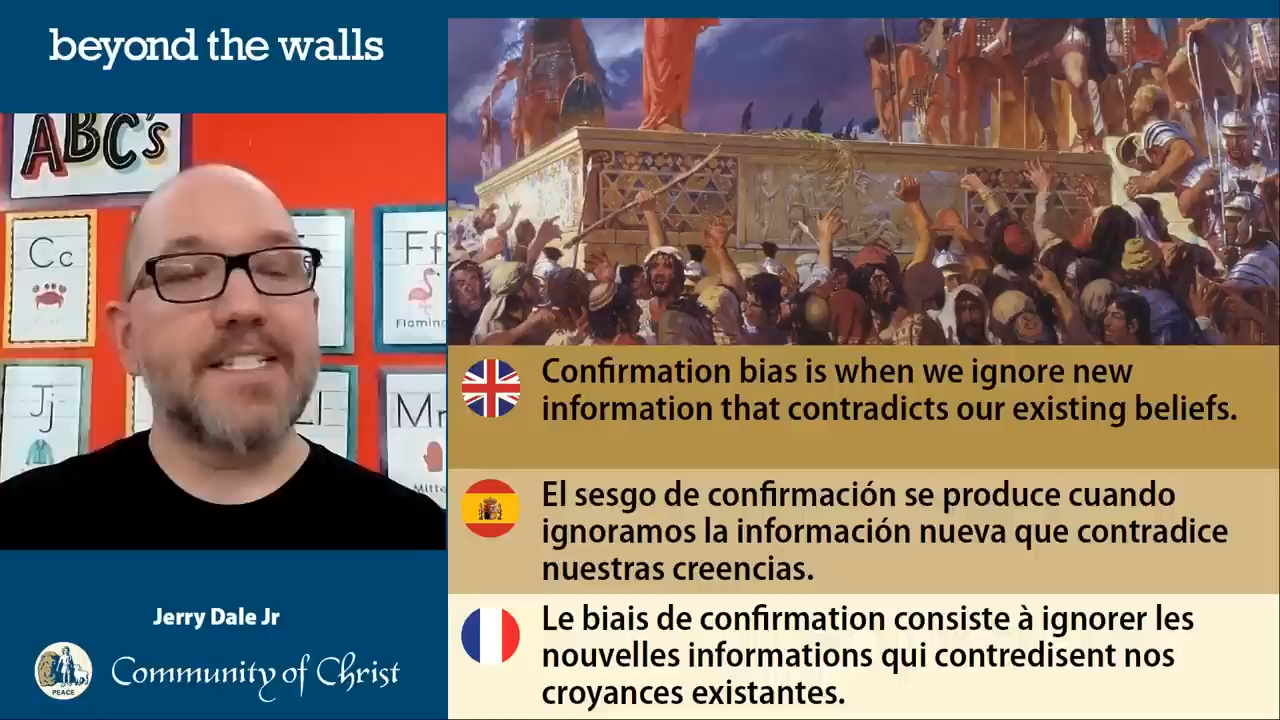 beyond the walls
ABC's
Cc
Ff
Flaming
Jj
Mm
Mitte
Jerry Dale Jr
PEACE
Community of Christ
Confirmation bias is when we ignore new
information that contradicts our existing beliefs.
El sesgo de confirmación se produce cuando
ignoramos la información nueva que contradice
nuestras creencias.
Le biais de confirmation consiste à ignorer les
nouvelles informations qui contredisent nos
croyances existantes.